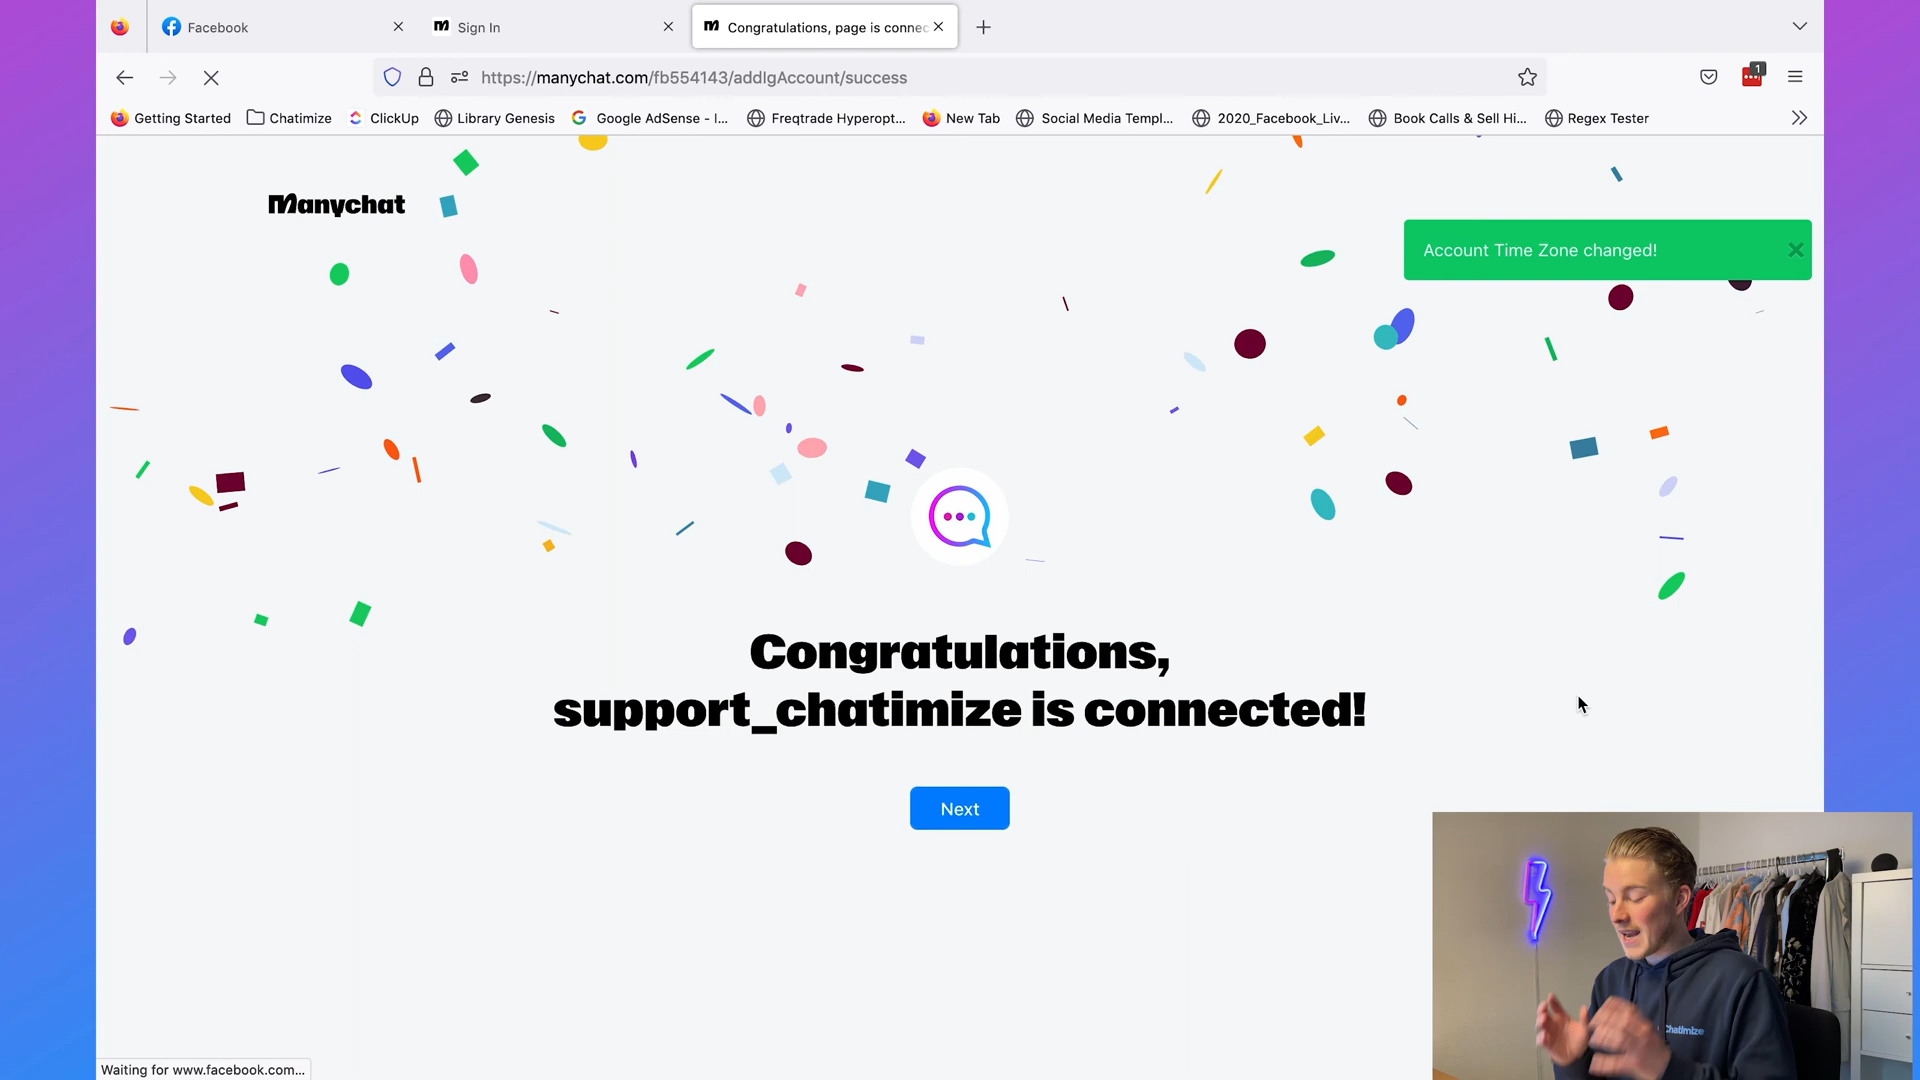 Facebook
Sign In
Congratulations, page is connec
https://manychat.com/fb554143/addIgAccount/success
1
Getting Started
Chatimize
ClickUp
Library Genesis
Google AdSense - I...
Freqtrade Hyperopt...
New Tab
Social Media Templ...
2020_Facebook_Liv...
Book Calls & Sell Hi...
Regex Tester
Manychat
Account Time Zone changed!
Congratulations,
support_chatimize is connected!
Next
Chatimize
Waiting for www.facebook.com...